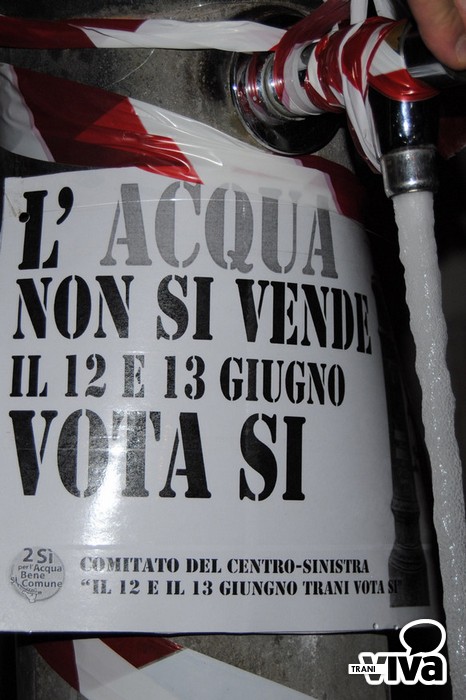 L' ACQUA
NON SI VENDE
IL 12 E 13 GIUGNO
VOTA SI
2 Sì
per l'Acqua
Bene
Comune
COMITATO DEL CENTRO-SINISTRA
"IL 12 E IL 13 GIUNGNO TRANI VOTA SI"
TRANI
viva